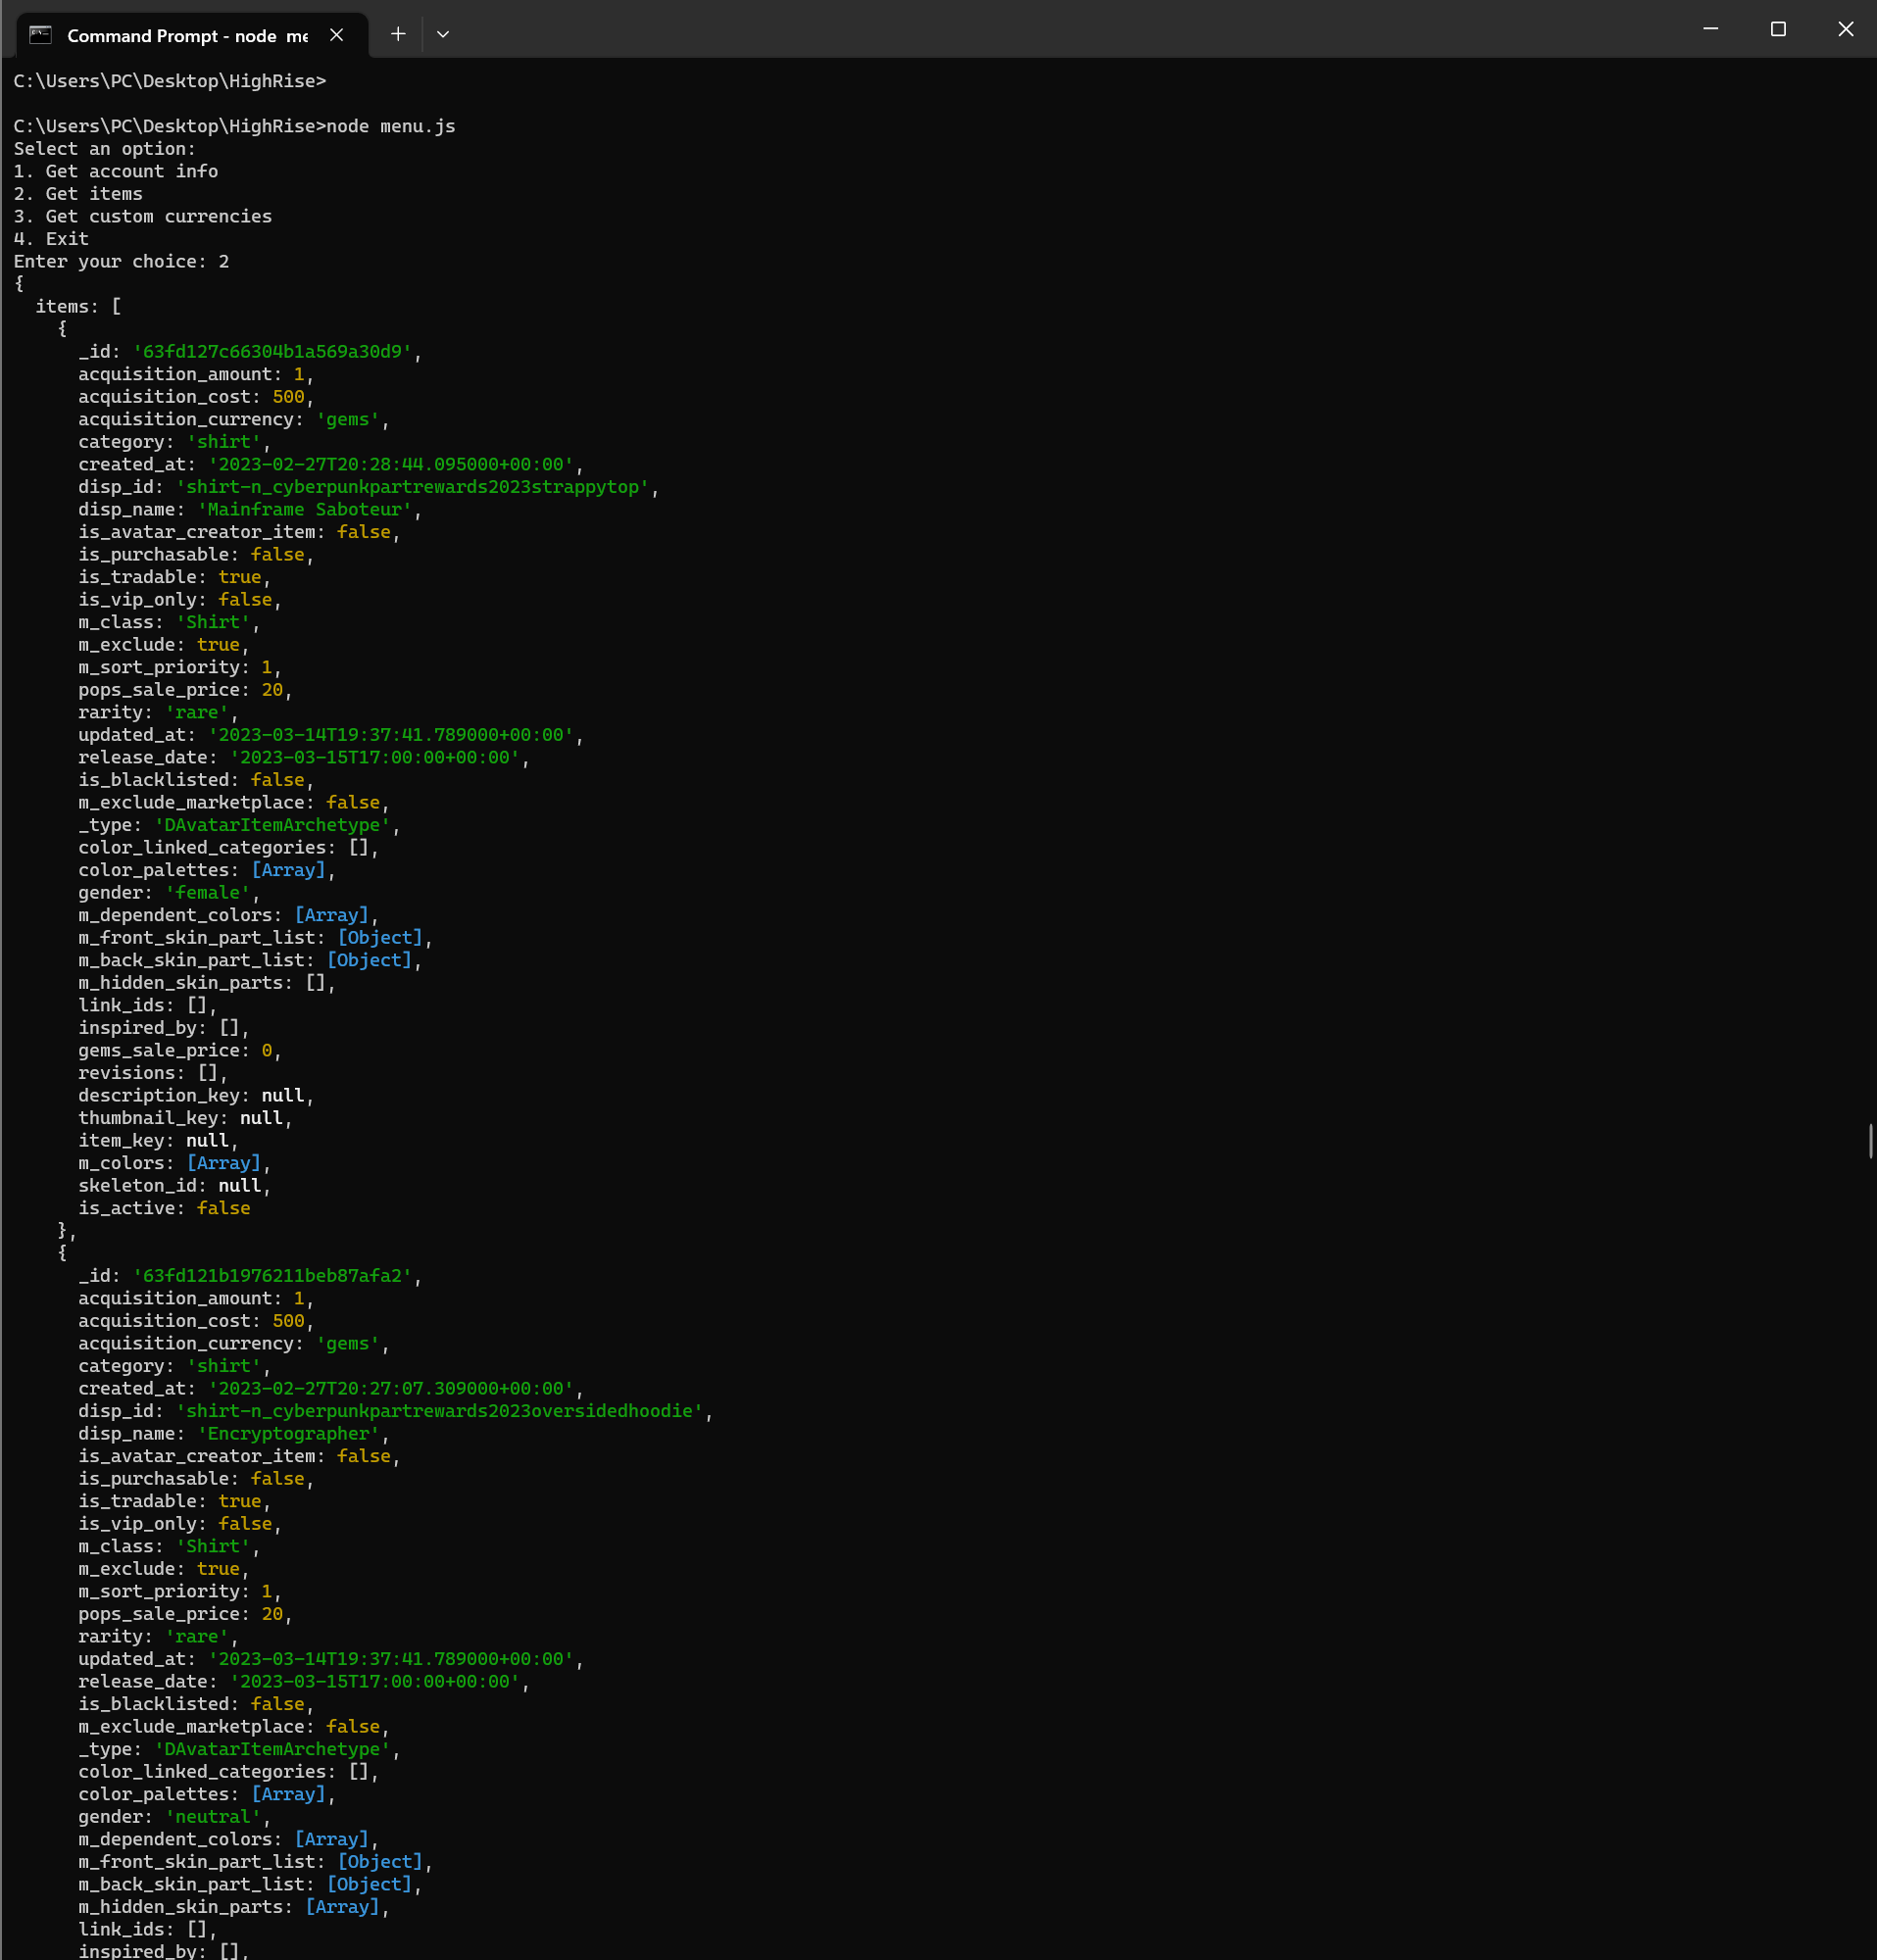 Command Prompt - node  me
C:\Users\PC\Desktop\HighRise>
C:\Users\PC\Desktop\HighRise>node menu.js
Select an option:
1. Get account info
2. Get items
3. Get custom currencies
4. Exit
Enter your choice: 2
{
  items: [
    {
      _id: '63fd127c66304b1a569a30d9',
      acquisition_amount: 1,
      acquisition_cost: 500,
      acquisition_currency: 'gems',
      category: 'shirt',
      created_at: '2023-02-27T20:28:44.095000+00:00',
      disp_id: 'shirt-n_cyberpunkpartrewards2023strappytop',
      disp_name: 'Mainframe Saboteur',
      is_avatar_creator_item: false,
      is_purchasable: false,
      is_tradable: true,
      is_vip_only: false,
      m_class: 'Shirt',
      m_exclude: true,
      m_sort_priority: 1,
      pops_sale_price: 20,
      rarity: 'rare',
      updated_at: '2023-03-14T19:37:41.789000+00:00',
      release_date: '2023-03-15T17:00:00+00:00',
      is_blacklisted: false,
      m_exclude_marketplace: false,
      _type: 'DAvatarItemArchetype',
      color_linked_categories: [],
      color_palettes: [Array],
      gender: 'female',
      m_dependent_colors: [Array],
      m_front_skin_part_list: [Object],
      m_back_skin_part_list: [Object],
      m_hidden_skin_parts: [],
      link_ids: [],
      inspired_by: [],
      gems_sale_price: 0,
      revisions: [],
      description_key: null,
      thumbnail_key: null,
      item_key: null,
      m_colors: [Array],
      skeleton_id: null,
      is_active: false
    },
    {
      _id: '63fd121b1976211beb87afa2',
      acquisition_amount: 1,
      acquisition_cost: 500,
      acquisition_currency: 'gems',
      category: 'shirt',
      created_at: '2023-02-27T20:27:07.309000+00:00',
      disp_id: 'shirt-n_cyberpunkpartrewards2023oversidedhoodie',
      disp_name: 'Encryptographer',
      is_avatar_creator_item: false,
      is_purchasable: false,
      is_tradable: true,
      is_vip_only: false,
      m_class: 'Shirt',
      m_exclude: true,
      m_sort_priority: 1,
      pops_sale_price: 20,
      rarity: 'rare',
      updated_at: '2023-03-14T19:37:41.789000+00:00',
      release_date: '2023-03-15T17:00:00+00:00',
      is_blacklisted: false,
      m_exclude_marketplace: false,
      _type: 'DAvatarItemArchetype',
      color_linked_categories: [],
      color_palettes: [Array],
      gender: 'neutral',
      m_dependent_colors: [Array],
      m_front_skin_part_list: [Object],
      m_back_skin_part_list: [Object],
      m_hidden_skin_parts: [Array],
      link_ids: [],
      inspired_by: [],